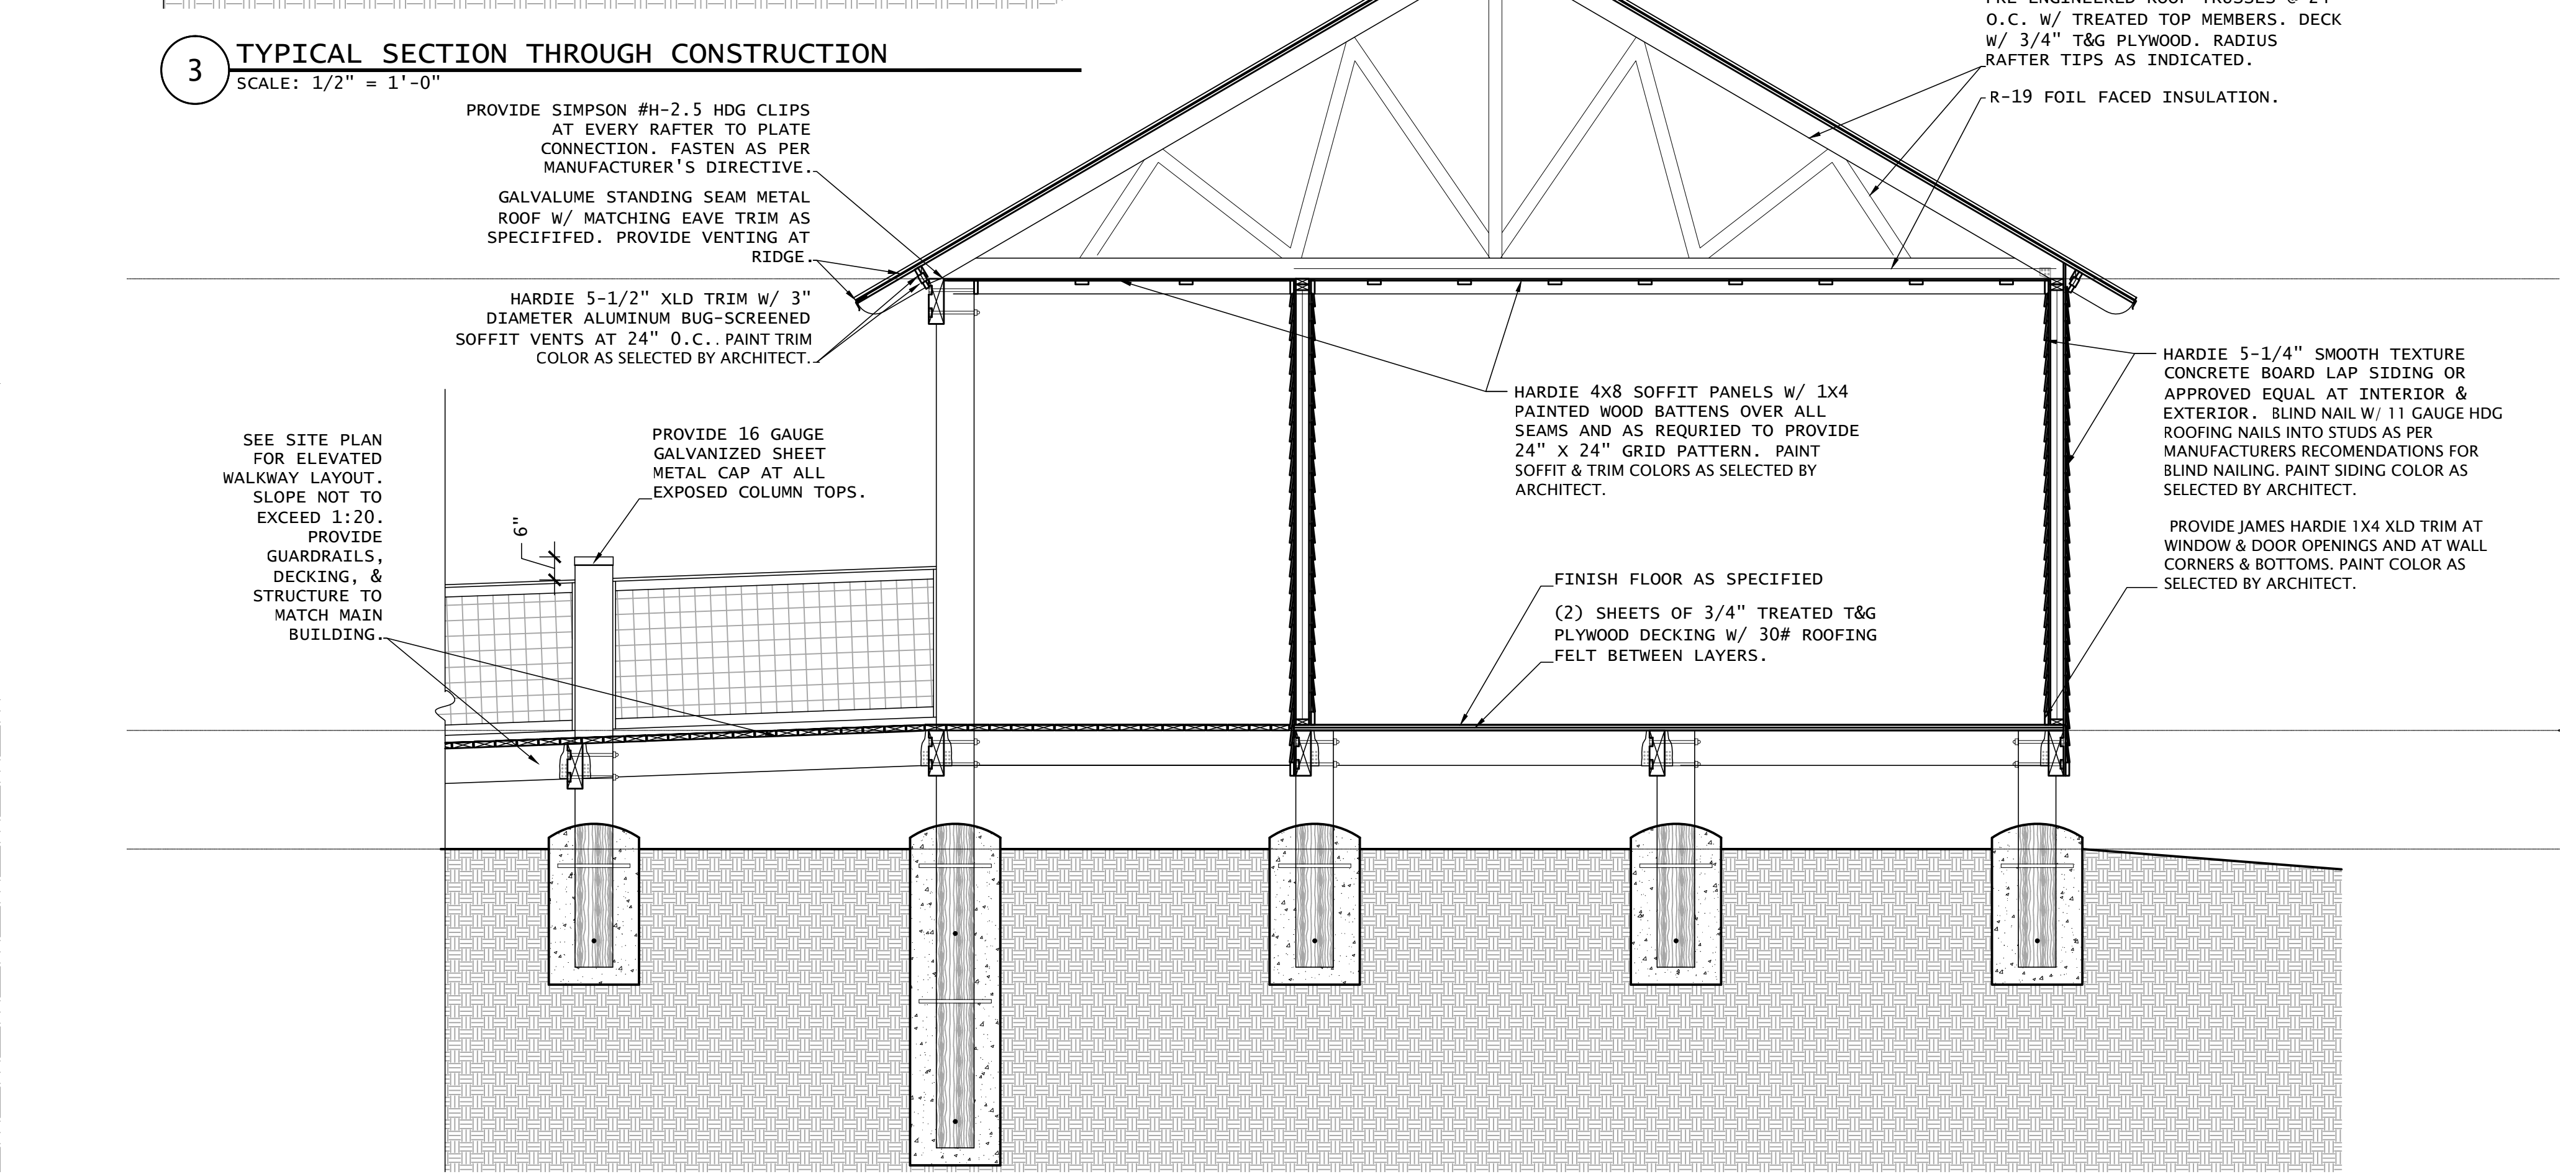 3
TYPICAL SECTION THROUGH CONSTRUCTION
SCALE: 1/2" = 1'-0"
PROVIDE SIMPSON #H-2.5 HDG CLIPS
AT EVERY RAFTER TO PLATE
CONNECTION. FASTEN AS PER
MANUFACTURER'S DIRECTIVE.
GALVALUME STANDING SEAM METAL
ROOF W/ MATCHING EAVE TRIM AS
SPECIFIFED. PROVIDE VENTING AT
RIDGE.
HARDIE 5-1/2" XLD TRIM W/ 3"
DIAMETER ALUMINUM BUG-SCREENED
SOFFIT VENTS AT 24" O.C.. PAINT TRIM
COLOR AS SELECTED BY ARCHITECT.
SEE SITE PLAN
FOR ELEVATED
WALKWAY LAYOUT.
SLOPE NOT TO
EXCEED 1:20.
PROVIDE
GUARDRAILS,
DECKING, &
STRUCTURE TO
MATCH MAIN
BUILDING.
6"
PROVIDE 16 GAUGE
GALVANIZED SHEET
METAL CAP AT ALL
EXPOSED COLUMN TOPS.
PRE-ENGINEERED ROOF TRUSSES @ 24"
O.C. W/ TREATED TOP MEMBERS. DECK
W/ 3/4" T&G PLYWOOD. RADIUS
RAFTER TIPS AS INDICATED.
R-19 FOIL FACED INSULATION.
HARDIE 4X8 SOFFIT PANELS W/ 1X4
PAINTED WOOD BATTENS OVER ALL
SEAMS AND AS REQURIED TO PROVIDE
24" X 24" GRID PATTERN. PAINT
SOFFIT & TRIM COLORS AS SELECTED BY
ARCHITECT.
FINISH FLOOR AS SPECIFIED
(2) SHEETS OF 3/4" TREATED T&G
PLYWOOD DECKING W/ 30# ROOFING
FELT BETWEEN LAYERS.
HARDIE 5-1/4" SMOOTH TEXTURE
CONCRETE BOARD LAP SIDING OR
APPROVED EQUAL AT INTERIOR &
EXTERIOR. BLIND NAIL W/ 11 GAUGE HDG
ROOFING NAILS INTO STUDS AS PER
MANUFACTURERS RECOMENDATIONS FOR
BLIND NAILING. PAINT SIDING COLOR AS
SELECTED BY ARCHITECT.
PROVIDE JAMES HARDIE 1X4 XLD TRIM AT
WINDOW & DOOR OPENINGS AND AT WALL
CORNERS & BOTTOMS. PAINT COLOR AS
SELECTED BY ARCHITECT.